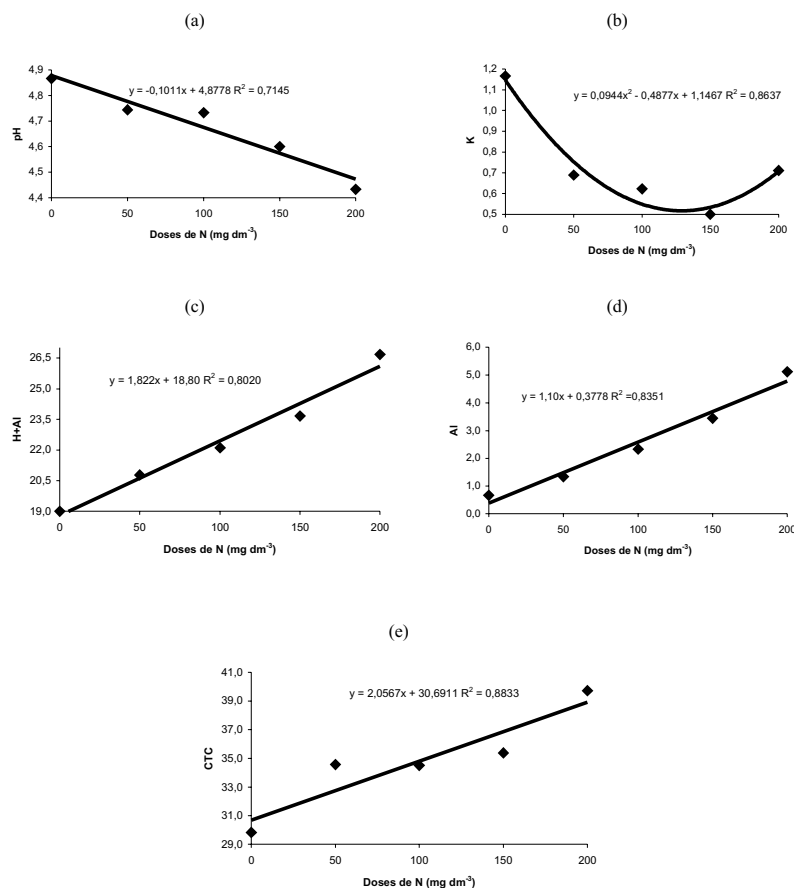 (a)
y = -0,1011x + 4,8778 R² = 0,7145
4,9
4,8
4,7
4,6
4,5
4,4
pH
0 50 100 150 200
Doses de N (mg dm⁻³)
(b)
y = 0,0944x² - 0,4877x + 1,1467 R² = 0,8637
1,2
1,1
1,0
0,9
0,8
0,7
0,6
0,5
K
0 50 100 150 200
Doses de N (mg dm⁻³)
(c)
y = 1,822x + 18,80 R² = 0,8020
26,5
25,0
23,5
22,0
20,5
19,0
H+Al
0 50 100 150 200
Doses de N (mg dm⁻³)
(d)
y = 1,10x + 0,3778 R² =0,8351
6,0
5,0
4,0
3,0
2,0
1,0
0,0
Al
0 50 100 150 200
Doses de N (mg dm⁻³)
(e)
y = 2,0567x + 30,6911 R² = 0,8833
41,0
39,0
37,0
35,0
33,0
31,0
29,0
CTC
0 50 100 150 200
Doses de N (mg dm⁻³)